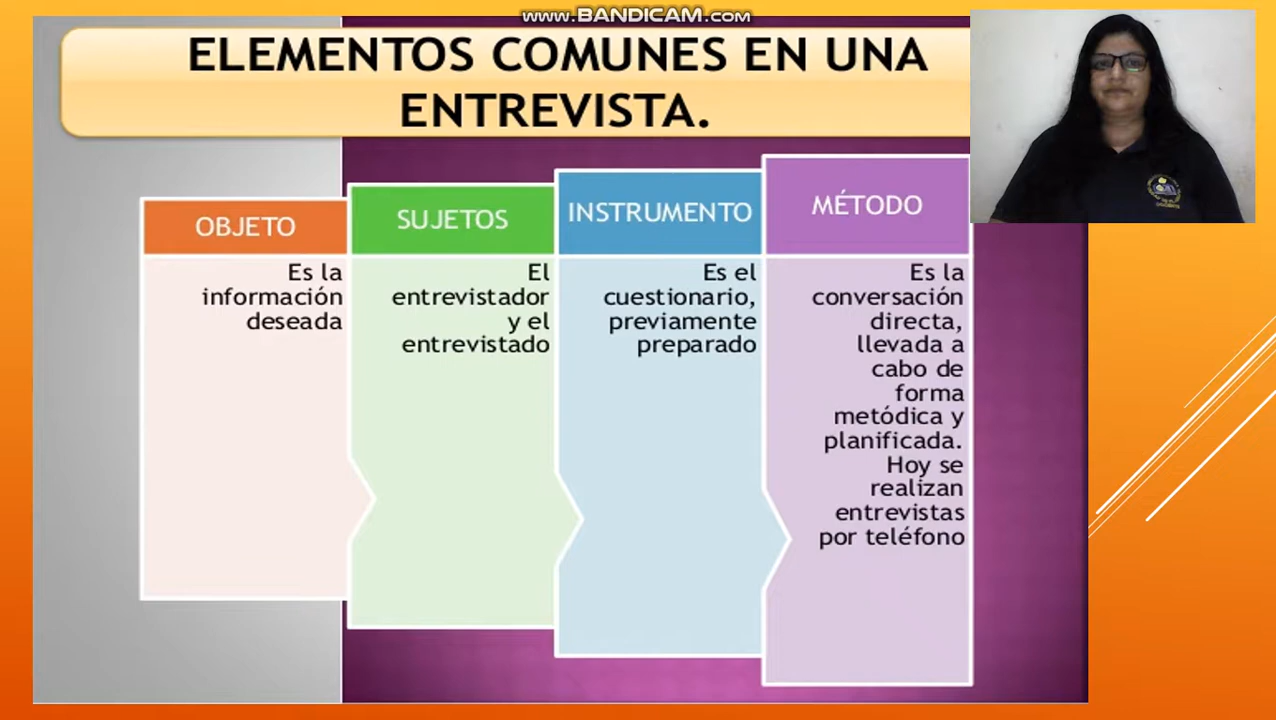 www.BANDICAM.com
ELEMENTOS COMUNES EN UNA
ENTREVISTA.
OBJETO
Es la
información
deseada
SUJETOS
El
entrevistador
y el
entrevistado
INSTRUMENTO
Es el
cuestionario,
previamente
preparado
MÉTODO
Es la
conversación
directa,
llevada a
cabo de
forma
metódica y
planificada.
Hoy se
realizan
entrevistas
por teléfono